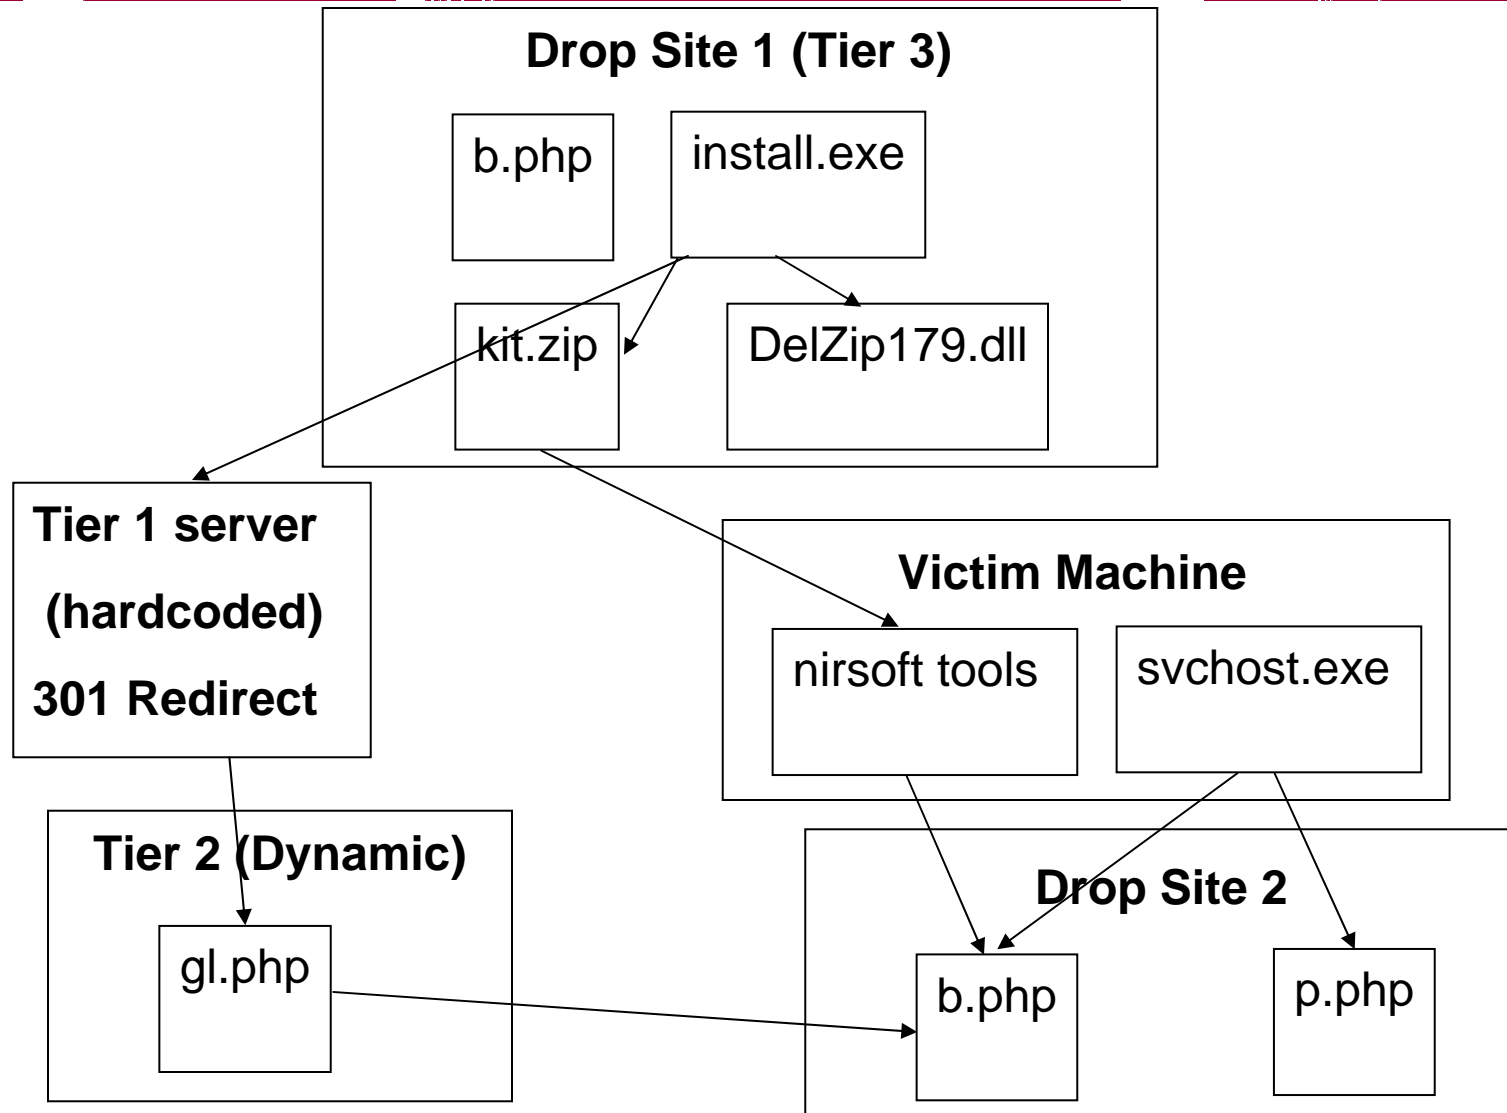 Drop Site 1 (Tier 3)
b.php
install.exe
kit.zip
DelZip179.dll
Tier 1 server
(hardcoded)
301 Redirect
Victim Machine
nirsoft tools
svchost.exe
Tier 2 (Dynamic)
gl.php
Drop Site 2
b.php
p.php